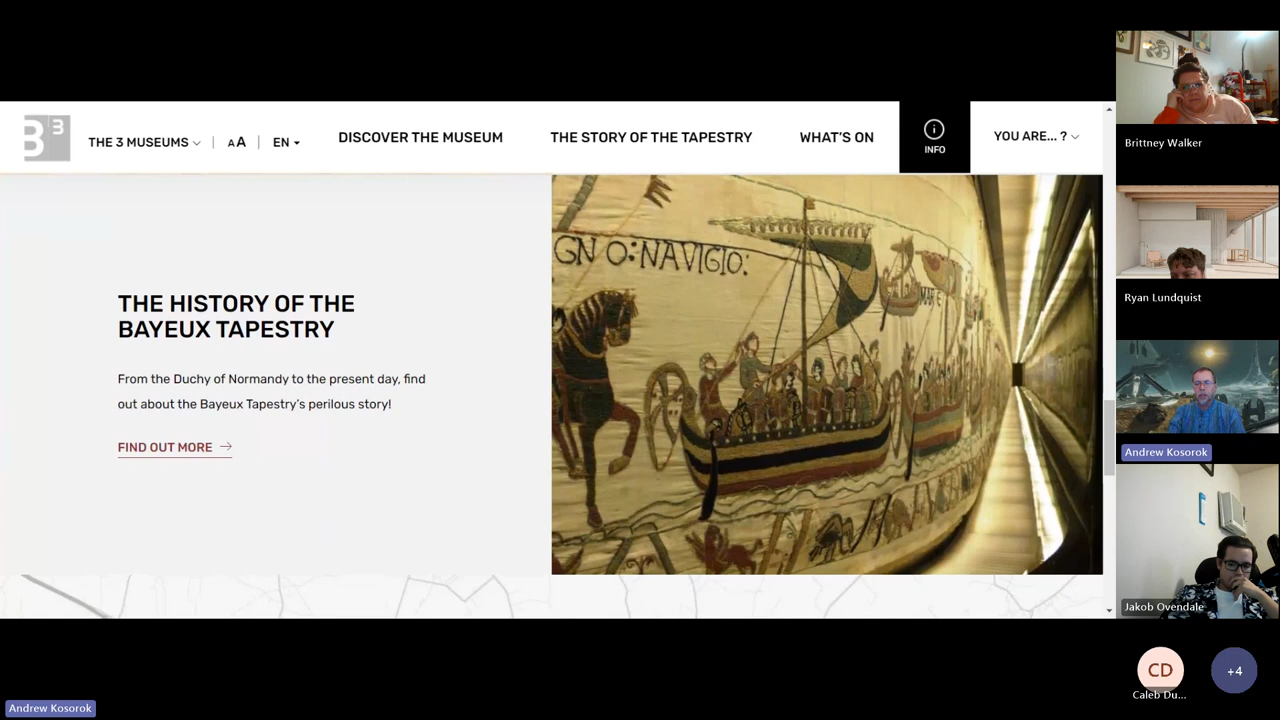 B3
THE 3 MUSEUMS
AA
EN
DISCOVER THE MUSEUM
THE STORY OF THE TAPESTRY
WHAT'S ON
INFO
YOU ARE... ?
THE HISTORY OF THE
BAYEUX TAPESTRY
From the Duchy of Normandy to the present day, find
out about the Bayeux Tapestry's perilous story!
FIND OUT MORE →
GN O:NAVIGIO:
Brittney Walker
Ryan Lundquist
Andrew Kosorok
Jakob Ovendale
CD
Caleb Du...
+4
Andrew Kosorok